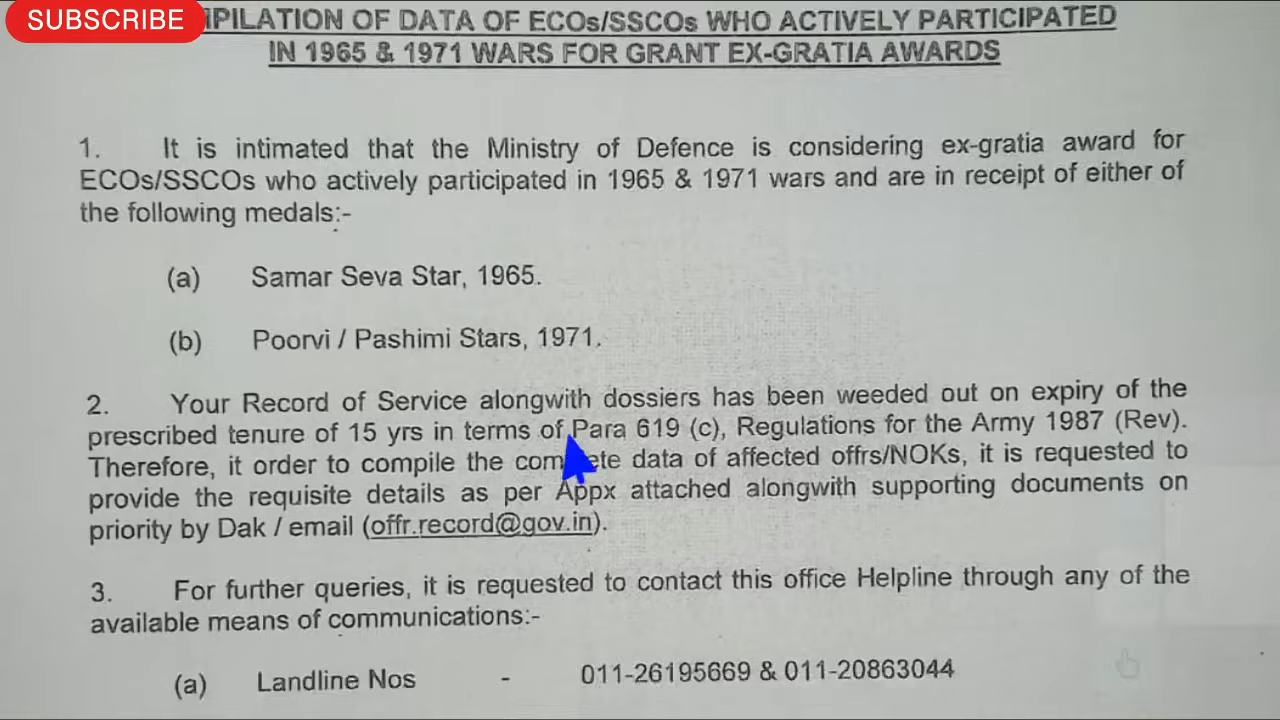 SUBSCRIBE
PILATION OF DATA OF ECOs/SSCOs WHO ACTIVELY PARTICIPATED
IN 1965 & 1971 WARS FOR GRANT EX-GRATIA AWARDS
1. It is intimated that the Ministry of Defence is considering ex-gratia award for
ECOs/SSCOs who actively participated in 1965 & 1971 wars and are in receipt of either of
the following medals:-
(a) Samar Seva Star, 1965.
(b) Poorvi / Pashimi Stars, 1971.
2. Your Record of Service alongwith dossiers has been weeded out on expiry of the
prescribed tenure of 15 yrs in terms of Para 619 (c), Regulations for the Army 1987 (Rev).
Therefore, it order to compile the complete data of affected offrs/NOKs, it is requested to
provide the requisite details as per Appx attached alongwith supporting documents on
priority by Dak / email (offr.record@gov.in).
3. For further queries, it is requested to contact this office Helpline through any of the
available means of communications:-
(a) Landline Nos - 011-26195669 & 011-20863044